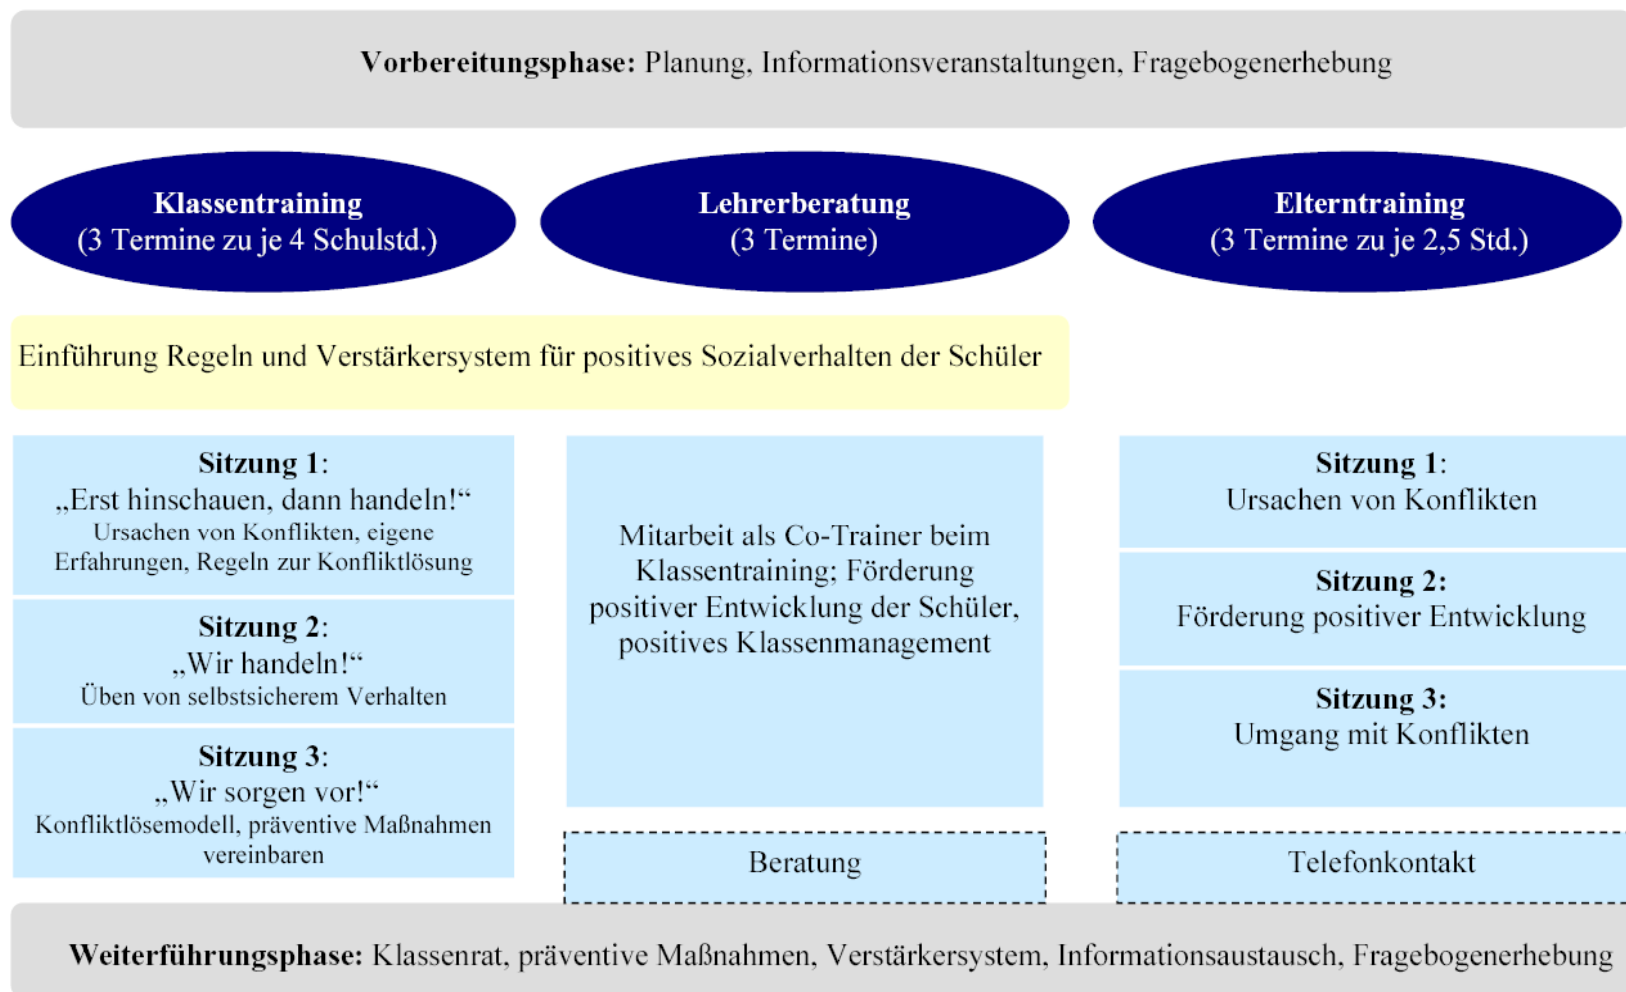 Vorbereitungsphase: Planung, Informationsveranstaltungen, Fragebogenerhebung
Klassentraining
(3 Termine zu je 4 Schulstd.)
Lehrerberatung
(3 Termine)
Elterntraining
(3 Termine zu je 2,5 Std.)
Einführung Regeln und Verstärkersystem für positives Sozialverhalten der Schüler
Sitzung 1:
„Erst hinschauen, dann handeln!“
Ursachen von Konflikten, eigene
Erfahrungen, Regeln zur Konfliktlösung
Sitzung 2:
„Wir handeln!“
Üben von selbstsicherem Verhalten
Sitzung 3:
„Wir sorgen vor!“
Konfliktlösemodell, präventive Maßnahmen
vereinbaren
Mitarbeit als Co-Trainer beim
Klassentraining; Förderung
positiver Entwicklung der Schüler,
positives Klassenmanagement
Beratung
Sitzung 1:
Ursachen von Konflikten
Sitzung 2:
Förderung positiver Entwicklung
Sitzung 3:
Umgang mit Konflikten
Telefonkontakt
Weiterführungsphase: Klassenrat, präventive Maßnahmen, Verstärkersystem, Informationsaustausch, Fragebogenerhebung